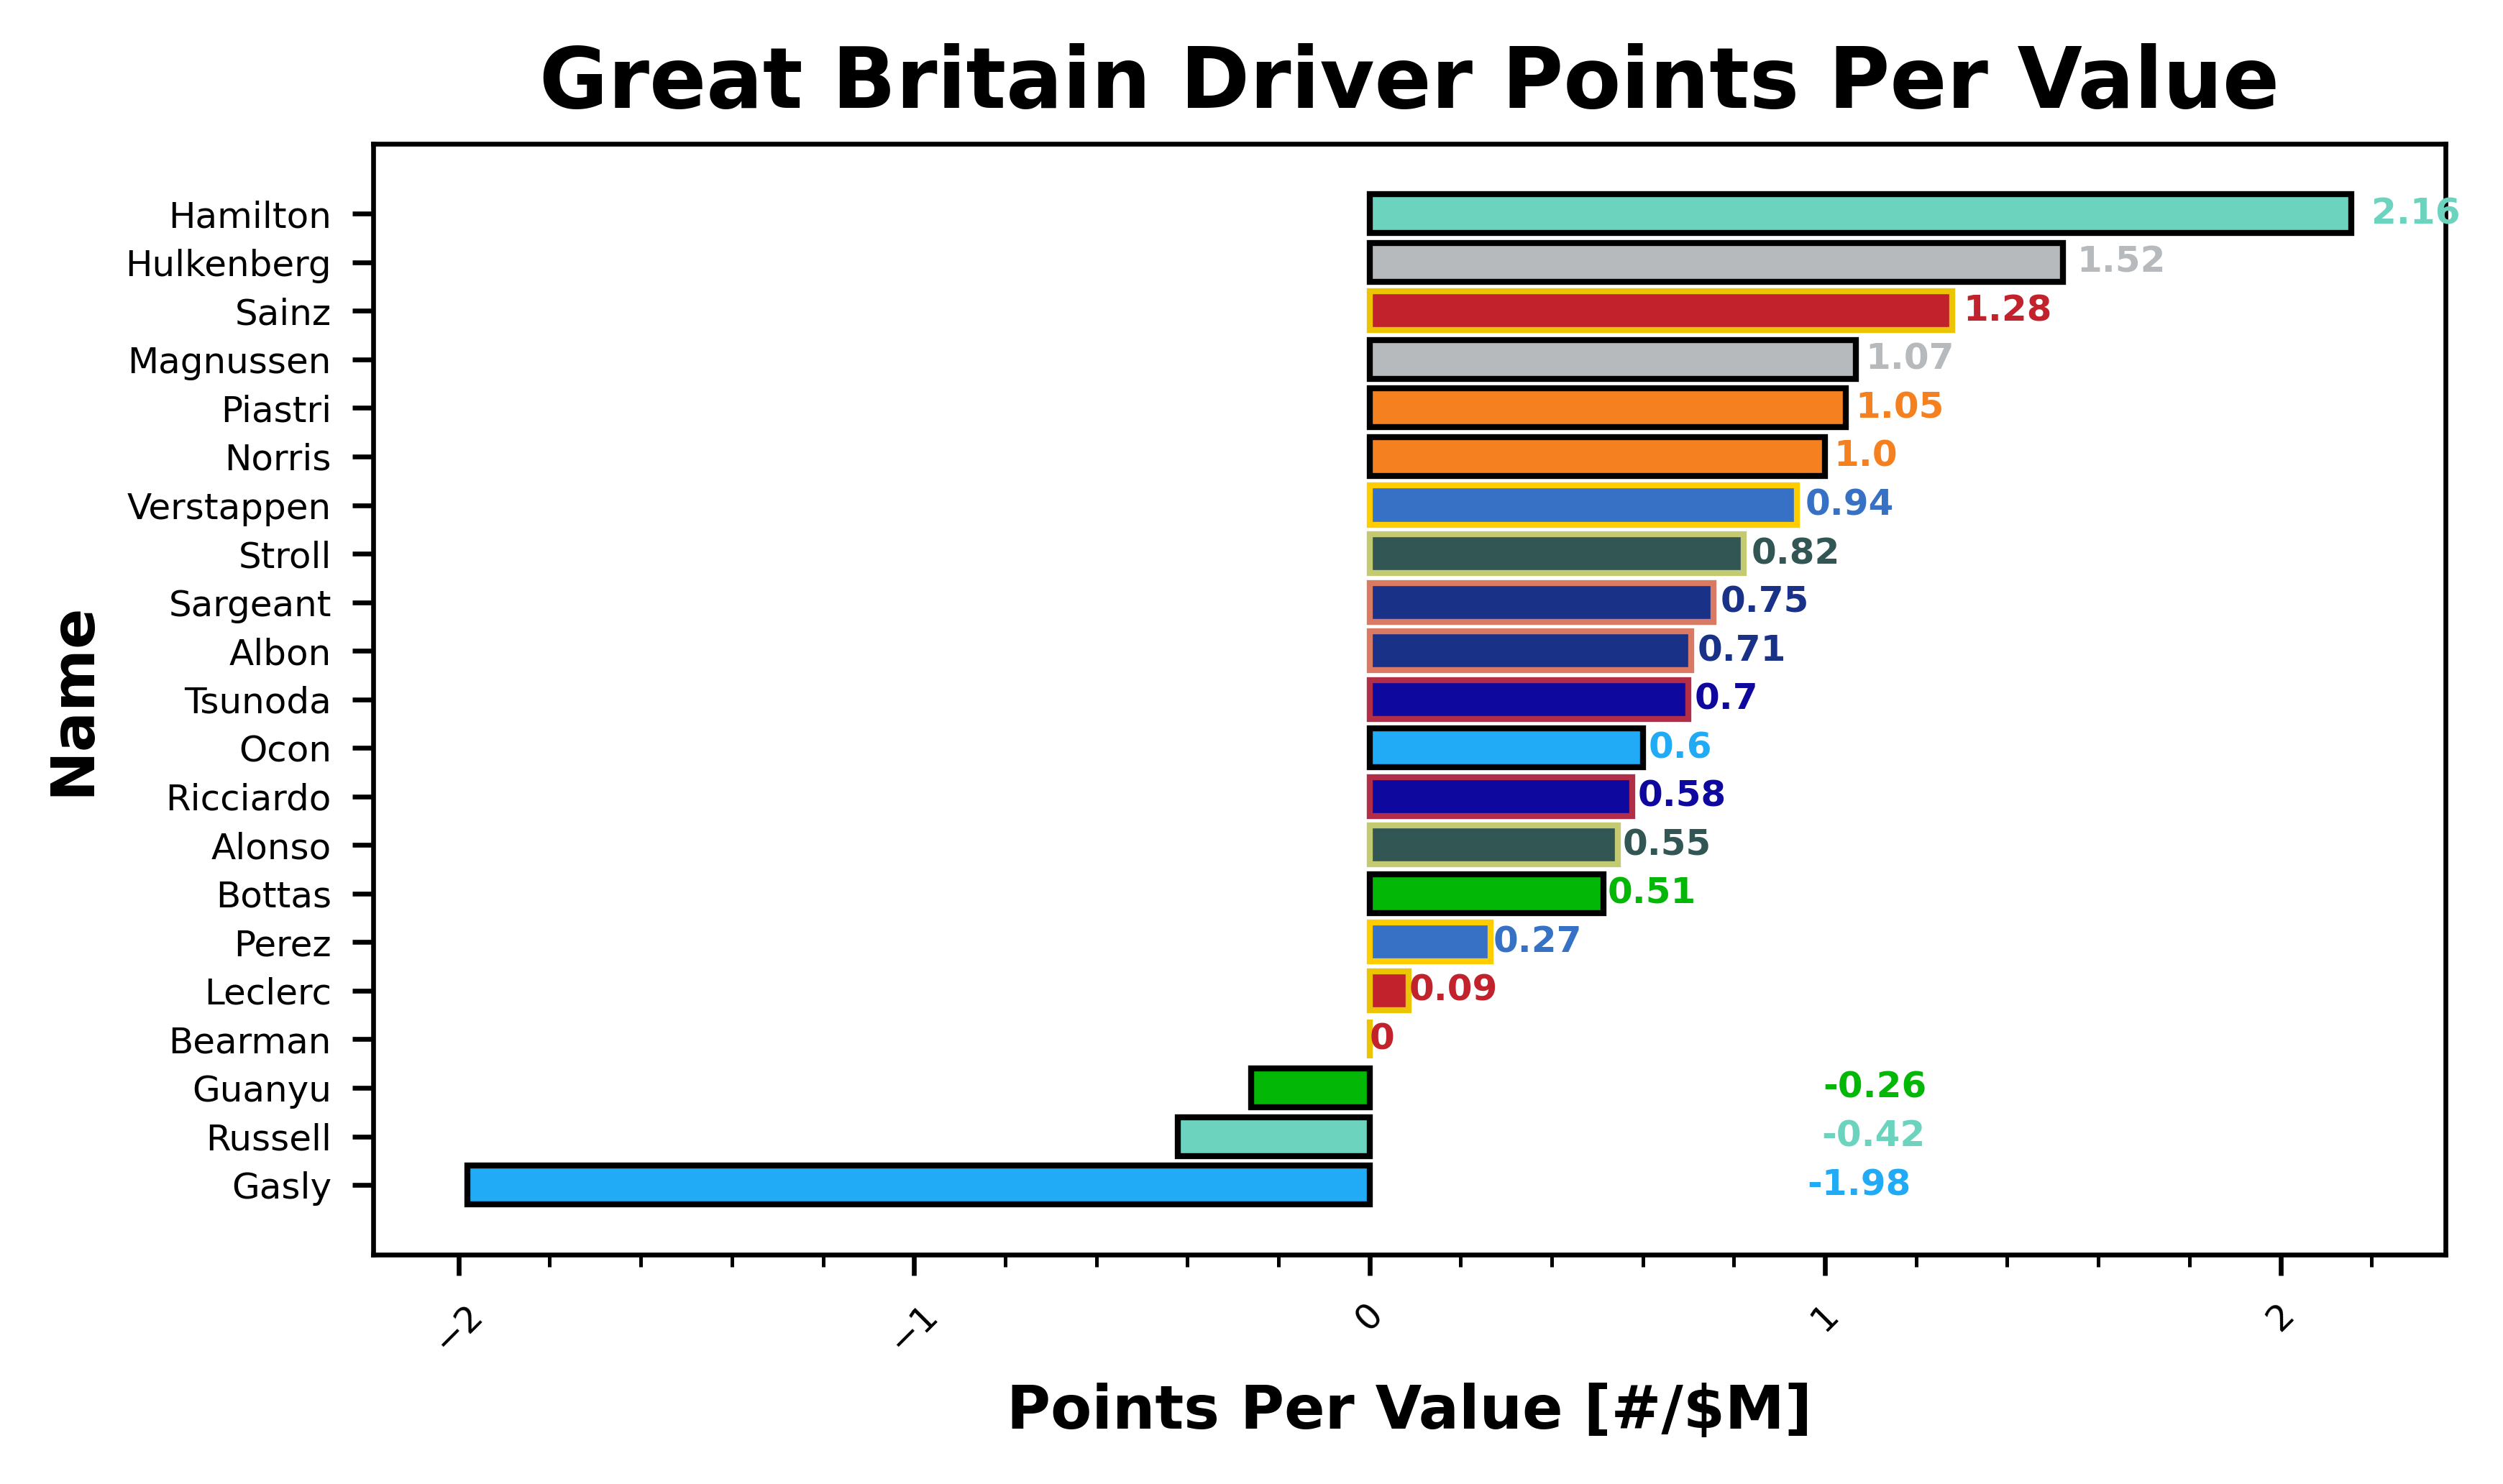 Great Britain Driver Points Per Value
Name
Hamilton 2.16
Hulkenberg 1.52
Sainz 1.28
Magnussen 1.07
Piastri 1.05
Norris 1.0
Verstappen 0.94
Stroll 0.82
Sargeant 0.75
Albon 0.71
Tsunoda 0.7
Ocon 0.6
Ricciardo 0.58
Alonso 0.55
Bottas 0.51
Perez 0.27
Leclerc 0.09
Bearman 0
Guanyu -0.26
Russell -0.42
Gasly -1.98
−2 −1 0 1 2
Points Per Value [#/$M]